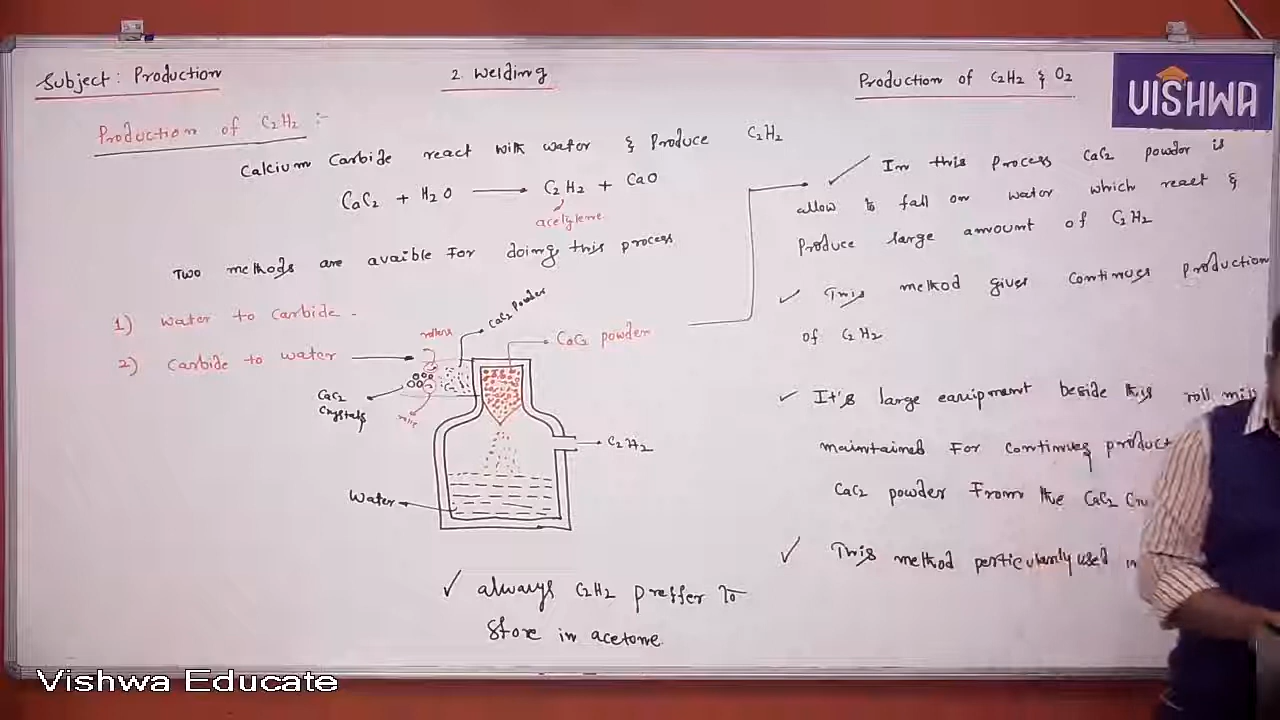 Subject: Production
2. Welding
Production of C2H2 & O2
VISHWA
Production of C2H2 :-
Calcium Carbide react with water & Produce C2H2
CaC2 + H2O → C2H2 + CaO
acetylene
Two methods are avaible For doing this process
1) Water to Carbide.
2) Carbide to water
rollers
CaC2 Powder
CaC2 powder
CaC2
Crystals
C2H2
Water
✓ always C2H2 preffer to
Store in acetone
✓ In this Process CaC2 powdor is
allow to fall on water which react &
Produce large amount of C2H2
✓ This method gives Continues production
of C2H2
✓ It's large equipment beside this roll mill
maintained For Continues product
CaC2 powder From the CaC2 Cru
✓ This method perticularly used in
Vishwa Educate